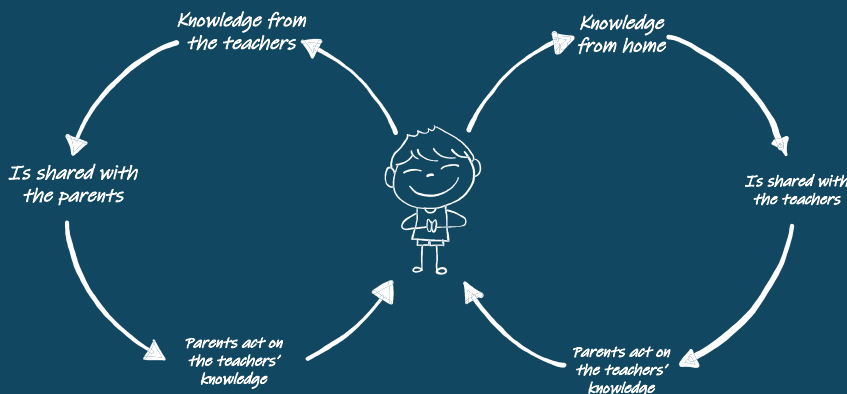 Knowledge from
the teachers
Knowledge
from home
Is shared with
the parents
Is shared with
the teachers
Parents act on
the teachers'
knowledge
Parents act on
the teachers'
knowledge